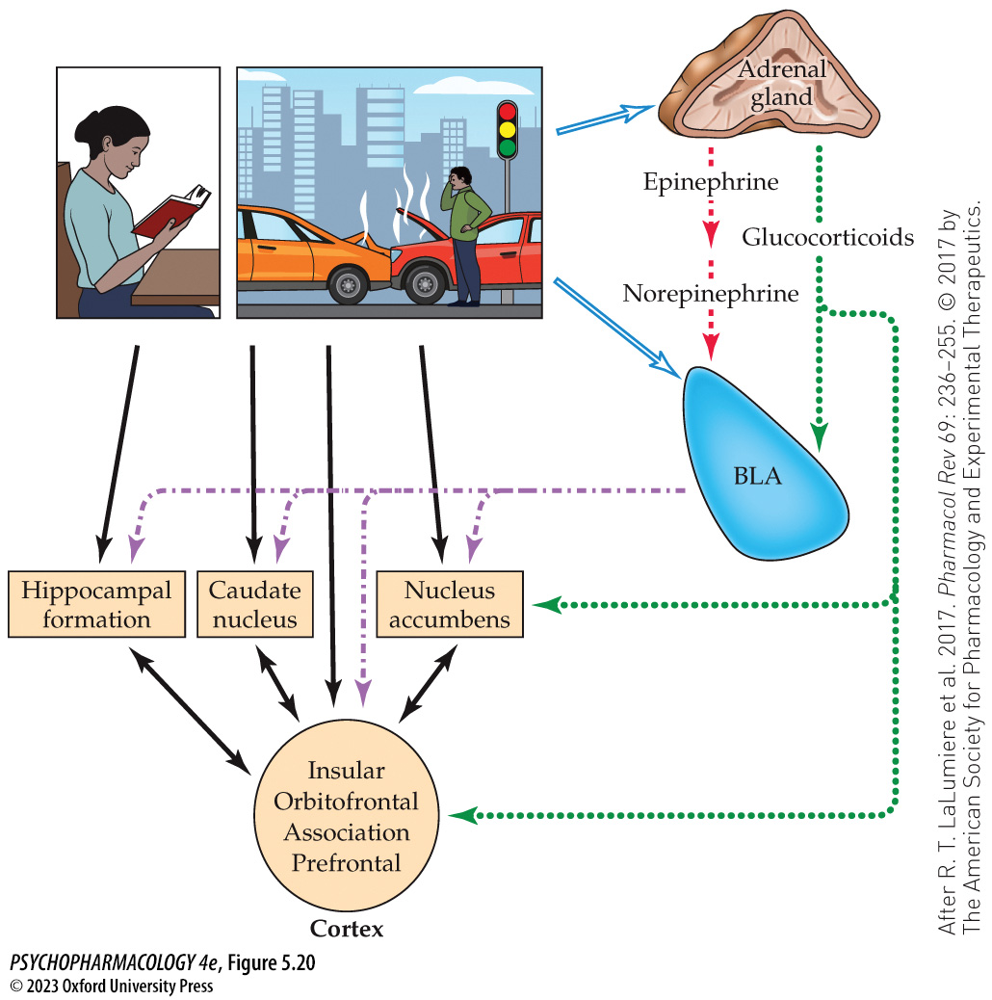 Adrenal
gland
Epinephrine
Glucocorticoids
Norepinephrine
BLA
Hippocampal
formation
Caudate
nucleus
Nucleus
accumbens
Insular
Orbitofrontal
Association
Prefrontal
Cortex
After R. T. LaLumiere et al. 2017. Pharmacol Rev 69: 236–255. © 2017 by
The American Society for Pharmacology and Experimental Therapeutics.
PSYCHOPHARMACOLOGY 4e, Figure 5.20
© 2023 Oxford University Press